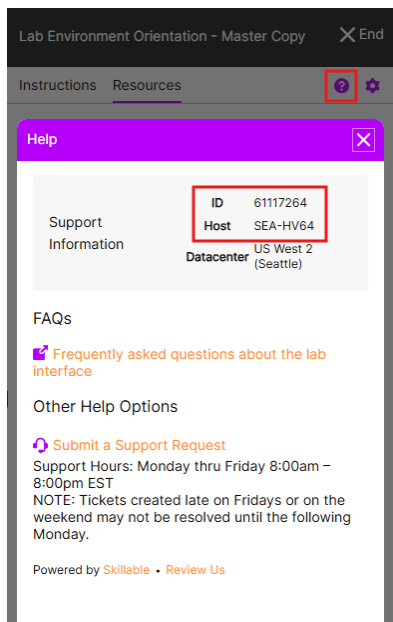 Lab Environment Orientation - Master Copy End
Instructions Resources
Help
Support Information
ID 61117264
Host SEA-HV64
Datacenter US West 2 (Seattle)
FAQs
Frequently asked questions about the lab
interface
Other Help Options
Submit a Support Request
Support Hours: Monday thru Friday 8:00am –
8:00pm EST
NOTE: Tickets created late on Fridays or on the
weekend may not be resolved until the following
Monday.
Powered by Skillable • Review Us